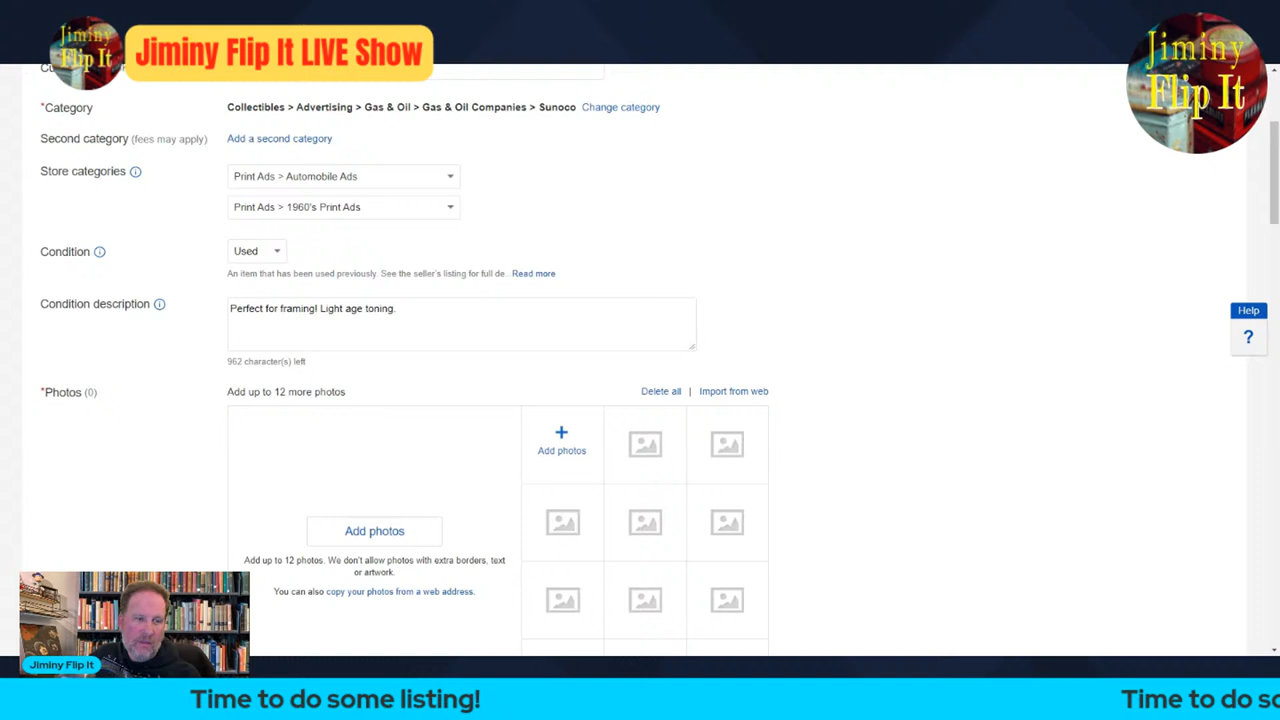 Jiminy
Flip It
Jiminy Flip It LIVE Show
Jiminy
Flip It
*Category
Collectibles > Advertising > Gas & Oil > Gas & Oil Companies > Sunoco Change category
Second category (fees may apply)
Add a second category
Store categories
Print Ads > Automobile Ads
Print Ads > 1960's Print Ads
Condition
Used
An item that has been used previously. See the seller's listing for full de... Read more
Condition description
Perfect for framing! Light age toning.
962 character(s) left
*Photos (0)
Add up to 12 more photos
Delete all | Import from web
+
Add photos
Add photos
Add up to 12 photos. We don't allow photos with extra borders, text
or artwork.
You can also copy your photos from a web address.
Help
?
Jiminy Flip It
Time to do some listing!
Time to do so